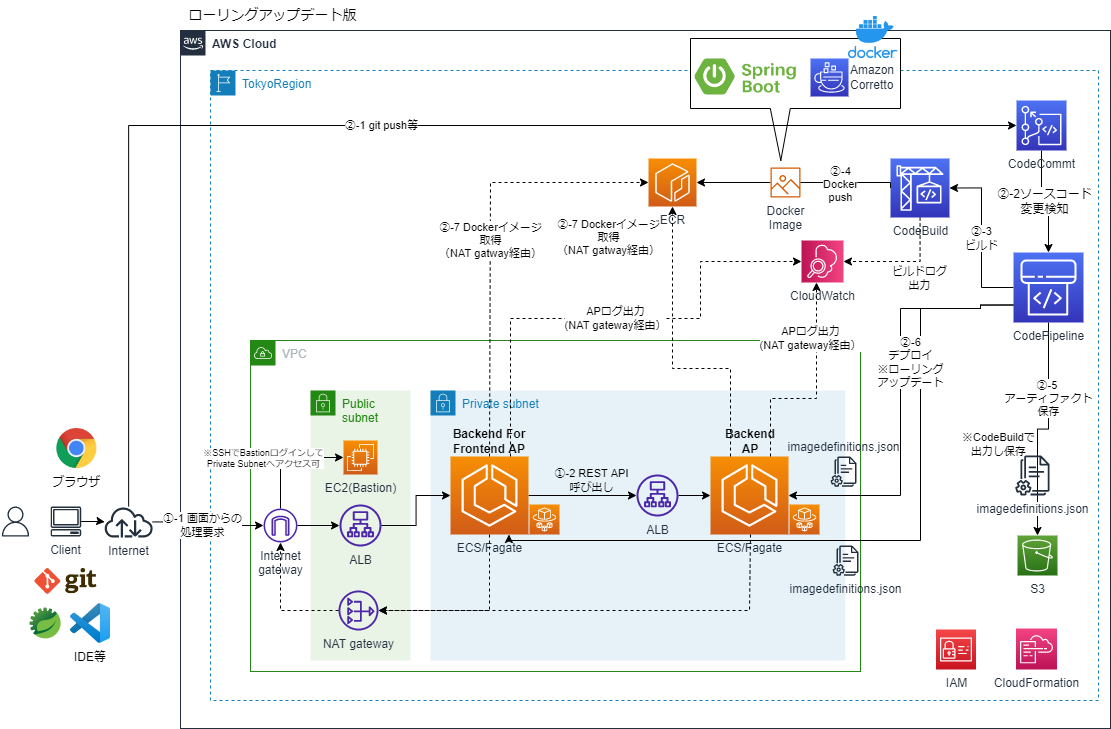 ローリングアップデート版
aws
AWS Cloud
TokyoRegion
docker
Spring
Boot
Amazon
Corretto
②-1 git push等
CodeCommt
②-2ソースコード
変更検知
②-4
Docker
push
ECR
Docker
Image
CodeBuild
②-3
ビルド
②-7 Dockerイメージ
取得
（NAT gatway経由）
②-7 Dockerイメージ
取得
（NAT gatway経由）
ビルドログ
出力
CloudWatch
CodePipeline
APログ出力
（NAT gateway経由）
APログ出力
（NAT gateway経由）
②-6
デプロイ
※ローリング
アップデート
②-5
アーティファクト
保存
VPC
Public
subnet
Private subnet
※CodeBuildで
出力し保存
Backend For
Frontend AP
Backend
AP
imagedefinitions.json
※SSHでBastionログインして
Private Subnetへアクセス可
EC2(Bastion)
①-2 REST API
呼び出し
ブラウザ
imagedefinitions.json
①-1 画面からの
処理要求
Client
Internet
Internet
gateway
ALB
ECS/Fagate
ALB
ECS/Fagate
imagedefinitions.json
S3
git
NAT gateway
IDE等
IAM
CloudFormation